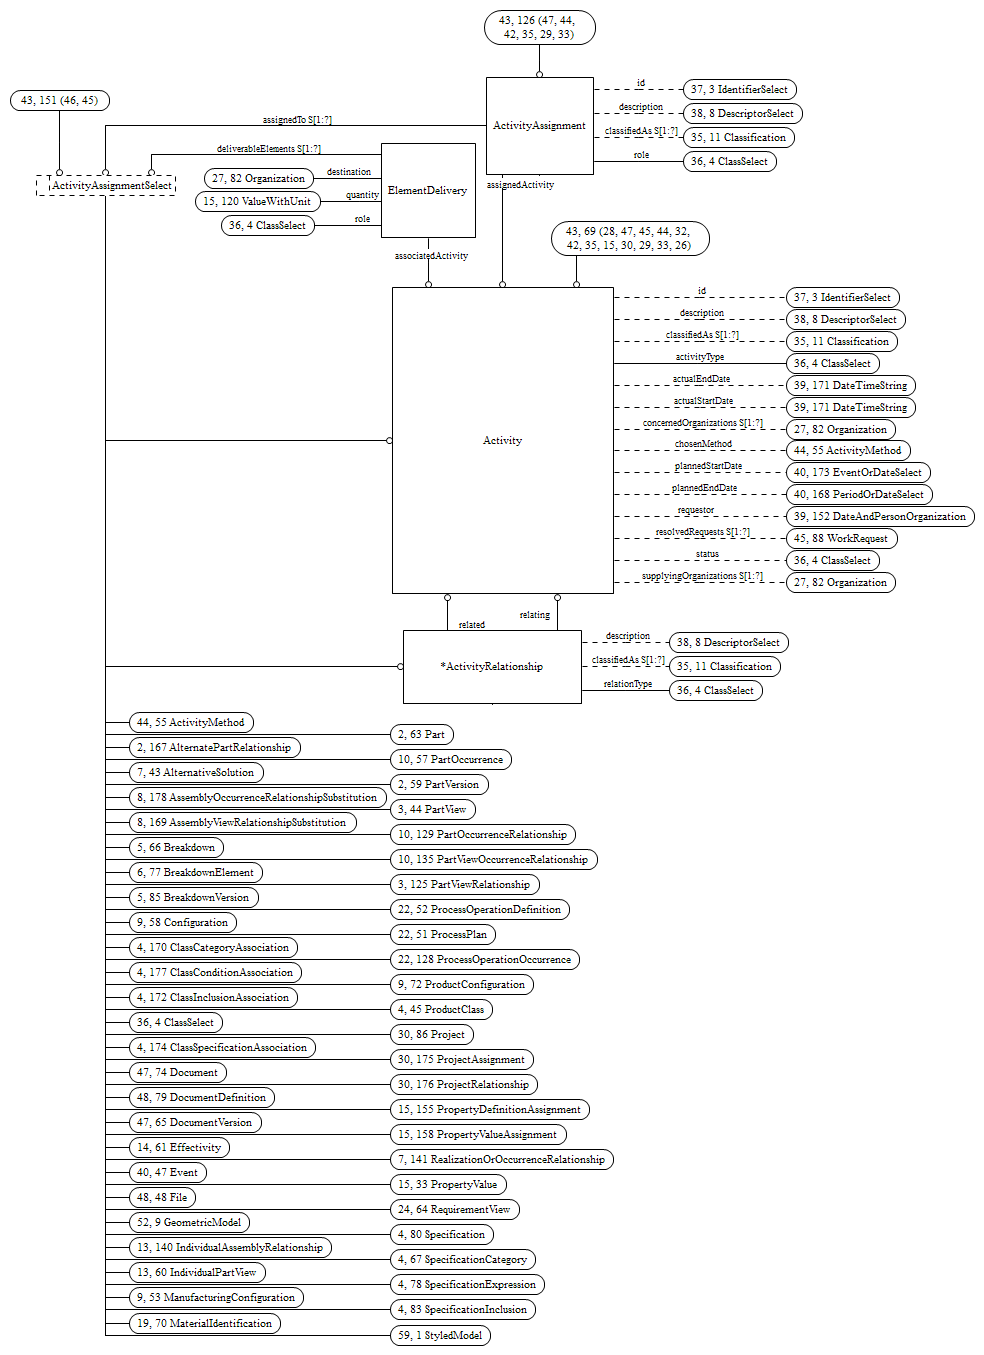 43, 126 (47, 44,
42, 35, 29, 33)
43, 151 (46, 45)
ActivityAssignment
id
37, 3 IdentifierSelect
description
38, 8 DescriptorSelect
classifiedAs S[1:?]
35, 11 Classification
role
36, 4 ClassSelect
assignedTo S[1:?]
deliverableElements S[1:?]
ActivityAssignmentSelect
assignedActivity
ElementDelivery
destination
27, 82 Organization
quantity
15, 120 ValueWithUnit
role
36, 4 ClassSelect
associatedActivity
43, 69 (28, 47, 45, 44, 32,
42, 35, 15, 30, 29, 33, 26)
Activity
id
37, 3 IdentifierSelect
description
38, 8 DescriptorSelect
classifiedAs S[1:?]
35, 11 Classification
activityType
36, 4 ClassSelect
actualEndDate
39, 171 DateTimeString
actualStartDate
39, 171 DateTimeString
concernedOrganizations S[1:?]
27, 82 Organization
chosenMethod
44, 55 ActivityMethod
plannedStartDate
40, 173 EventOrDateSelect
plannedEndDate
40, 168 PeriodOrDateSelect
requestor
39, 152 DateAndPersonOrganization
resolvedRequests S[1:?]
45, 88 WorkRequest
status
36, 4 ClassSelect
supplyingOrganizations S[1:?]
27, 82 Organization
related
relating
*ActivityRelationship
description
38, 8 DescriptorSelect
classifiedAs S[1:?]
35, 11 Classification
relationType
36, 4 ClassSelect
44, 55 ActivityMethod
2, 63 Part
2, 167 AlternatePartRelationship
10, 57 PartOccurrence
7, 43 AlternativeSolution
2, 59 PartVersion
8, 178 AssemblyOccurrenceRelationshipSubstitution
3, 44 PartView
8, 169 AssemblyViewRelationshipSubstitution
10, 129 PartOccurrenceRelationship
5, 66 Breakdown
10, 135 PartViewOccurrenceRelationship
6, 77 BreakdownElement
3, 125 PartViewRelationship
5, 85 BreakdownVersion
22, 52 ProcessOperationDefinition
9, 58 Configuration
22, 51 ProcessPlan
4, 170 ClassCategoryAssociation
22, 128 ProcessOperationOccurrence
4, 177 ClassConditionAssociation
9, 72 ProductConfiguration
4, 172 ClassInclusionAssociation
4, 45 ProductClass
36, 4 ClassSelect
30, 86 Project
4, 174 ClassSpecificationAssociation
30, 175 ProjectAssignment
47, 74 Document
30, 176 ProjectRelationship
48, 79 DocumentDefinition
15, 155 PropertyDefinitionAssignment
47, 65 DocumentVersion
15, 158 PropertyValueAssignment
14, 61 Effectivity
7, 141 RealizationOrOccurrenceRelationship
40, 47 Event
15, 33 PropertyValue
48, 48 File
24, 64 RequirementView
52, 9 GeometricModel
4, 80 Specification
13, 140 IndividualAssemblyRelationship
4, 67 SpecificationCategory
13, 60 IndividualPartView
4, 78 SpecificationExpression
9, 53 ManufacturingConfiguration
4, 83 SpecificationInclusion
19, 70 MaterialIdentification
59, 1 StyledModel